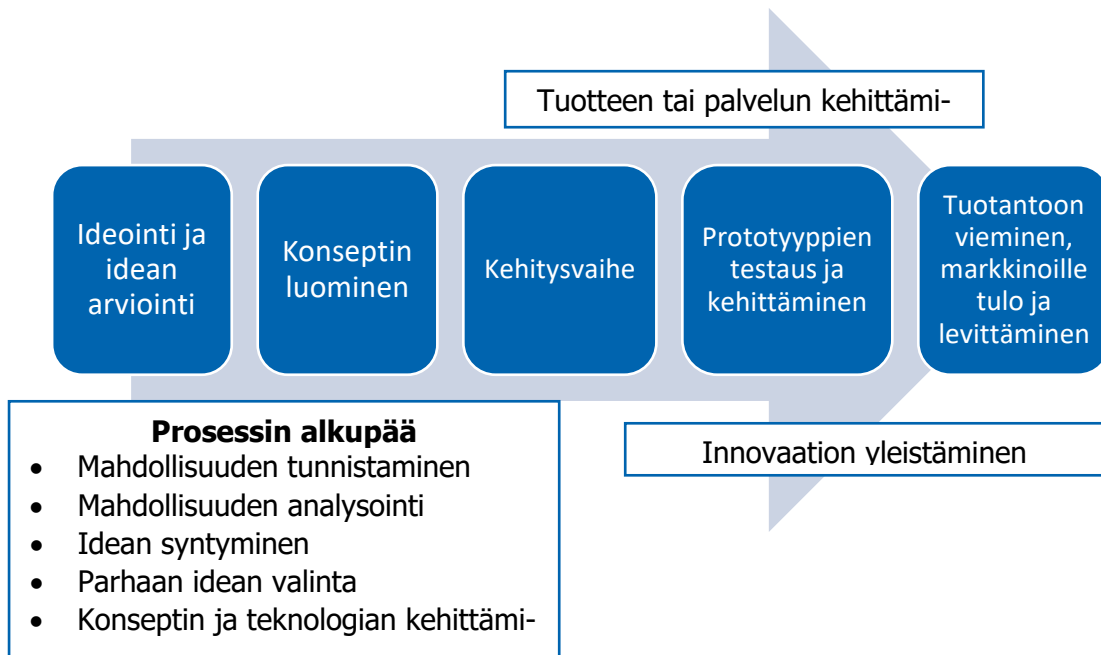 Tuotteen tai palvelun kehittämi-
Ideointi ja
idean
arviointi
Konseptin
luominen
Kehitysvaihe
Prototyyppien
testaus ja
kehittäminen
Tuotantoon
vieminen,
markkinoille
tulo ja
levittäminen
Prosessin alkupää
• Mahdollisuuden tunnistaminen
• Mahdollisuuden analysointi
• Idean syntyminen
• Parhaan idean valinta
• Konseptin ja teknologian kehittämi-
Innovaation yleistäminen